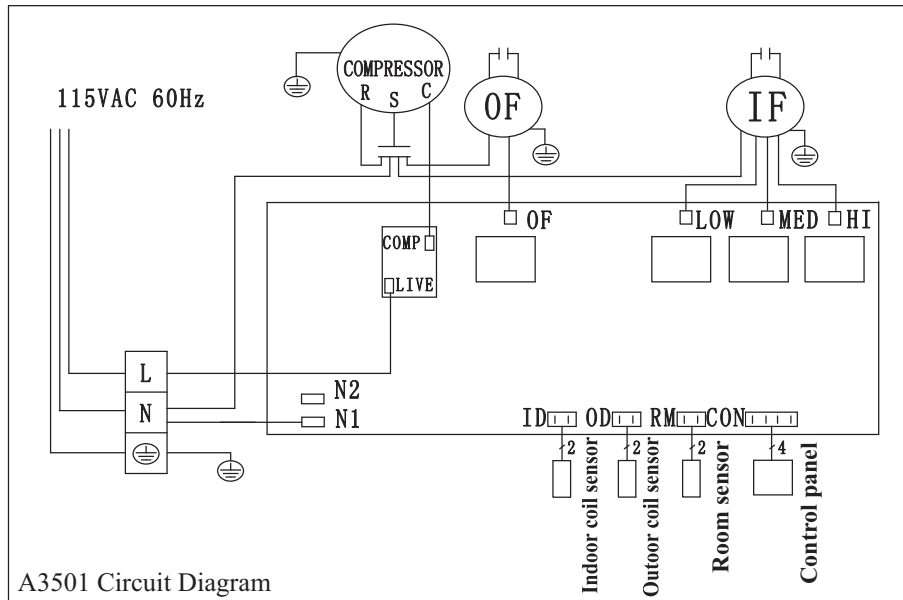 COMPRESSOR
R S C
OF
IF
115VAC 60Hz
OF
LOW
MED
HI
COMP
LIVE
L
N
N2
N1
ID
OD
RM
CON
2
2
2
4
Indoor coil sensor
Outoor coil sensor
Room sensor
Control panel
A3501 Circuit Diagram